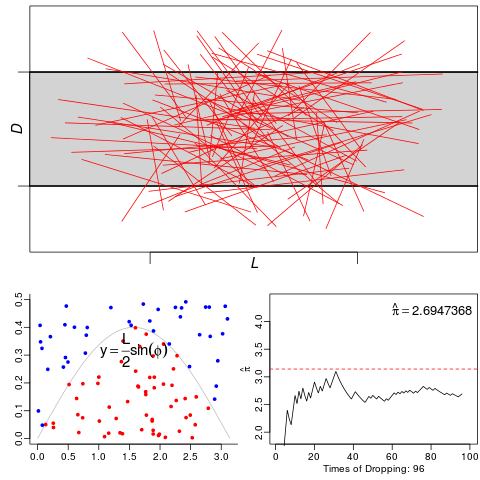 D
L
0.0 0.1 0.2 0.3 0.4 0.5
y = L/2 sin(ϕ)
0.0 0.5 1.0 1.5 2.0 2.5 3.0
π̂ = 2.6947368
π̂
2.0 2.5 3.0 3.5 4.0
0 20 40 60 80 100
Times of Dropping: 96